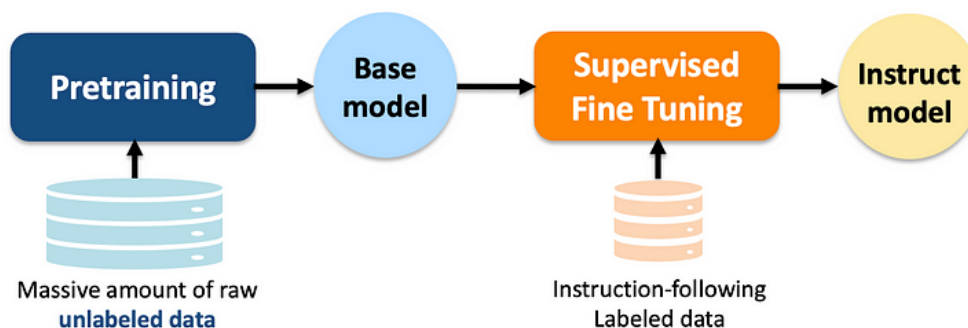 Pretraining
Base
model
Supervised
Fine Tuning
Instruct
model
Massive amount of raw
unlabeled data
Instruction-following
Labeled data